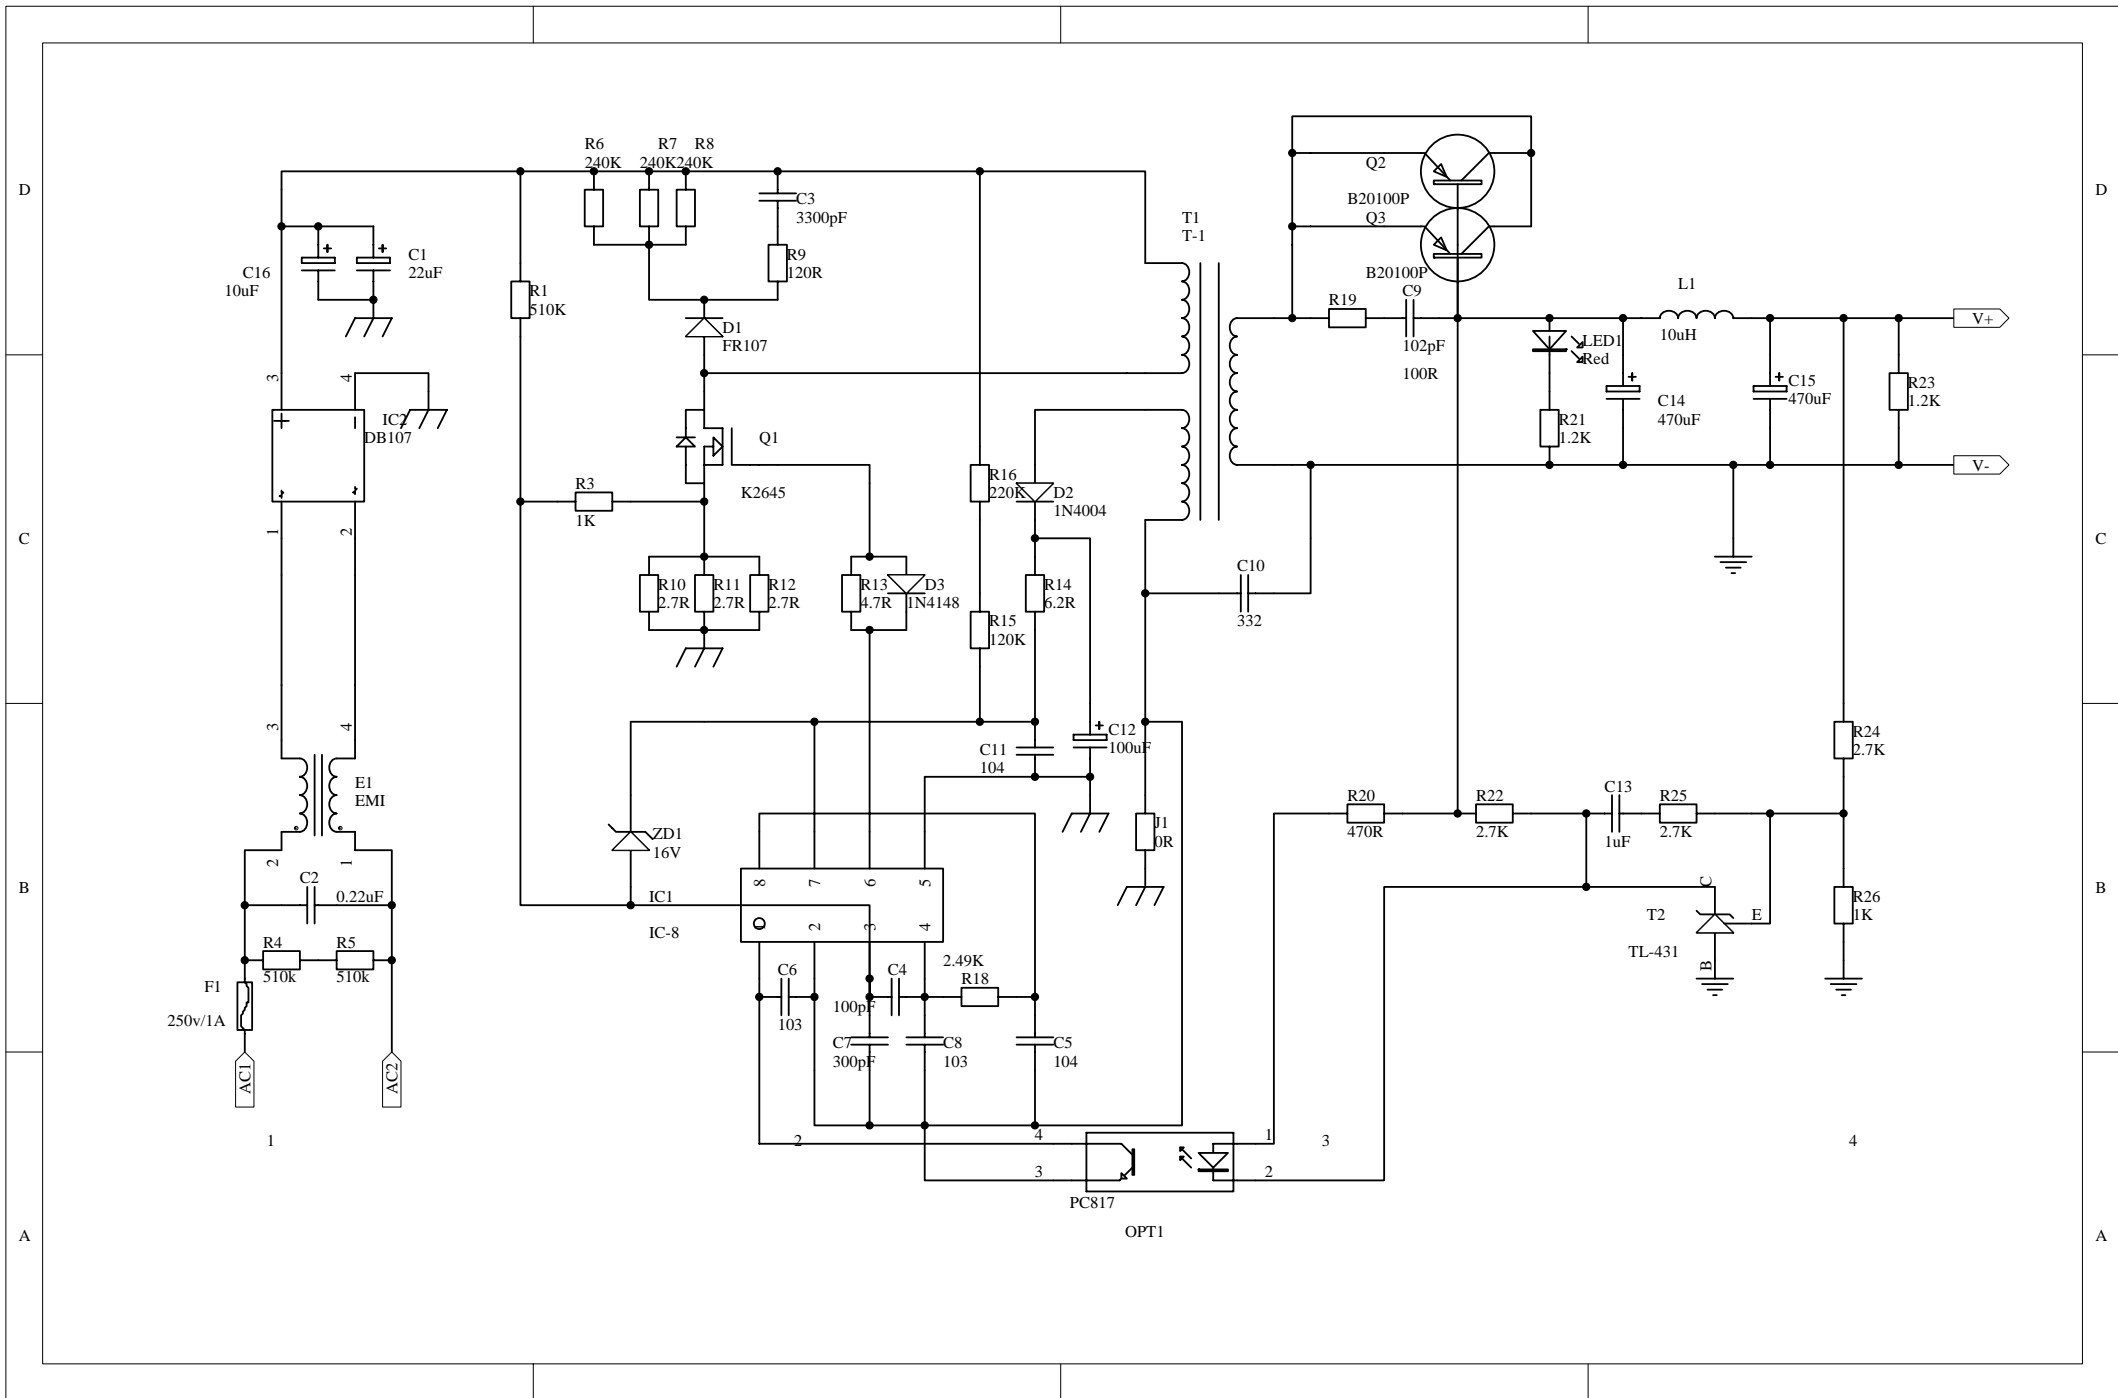 R6 R7 R8
240K 240K 240K
D
C3
3300pF
Q2
B20100P
Q3
D
T1
T-1
C16
10uF
C1
22uF
R9
120R
B20100P
C9
R1
510K
R19
L1
V+
D1
FR107
102pF
100R
LED1
Red
10uH
3 4
IC2
DB107
C15
470uF
R23
1.2K
C14
470uF
R21
1.2K
Q1
K2645
V-
R3
1K
R16
220K
D2
1N4004
1 2
C
C
C10
332
R10
2.7R
R11
2.7R
R12
2.7R
R13
4.7R
D3
1N4148
R14
6.2R
R15
120K
3 4
C11
104
C12
100uF
R24
2.7K
E1
EMI
ZD1
16V
J1
0R
R20
470R
R22
2.7K
C13
1uF
R25
2.7K
2 1
B
C2
0.22uF
IC1
IC-8
8 7 6 5
1 2 3 4
C
T2
E
TL-431
B
R26
1K
B
R4
510k
R5
510k
F1
250v/1A
C6
103
C4
100pF
2.49K
R18
C7
300pF
C8
103
C5
104
AC1
AC2
1 2 3 4
4
3
1
2
PC817
OPT1
A
A